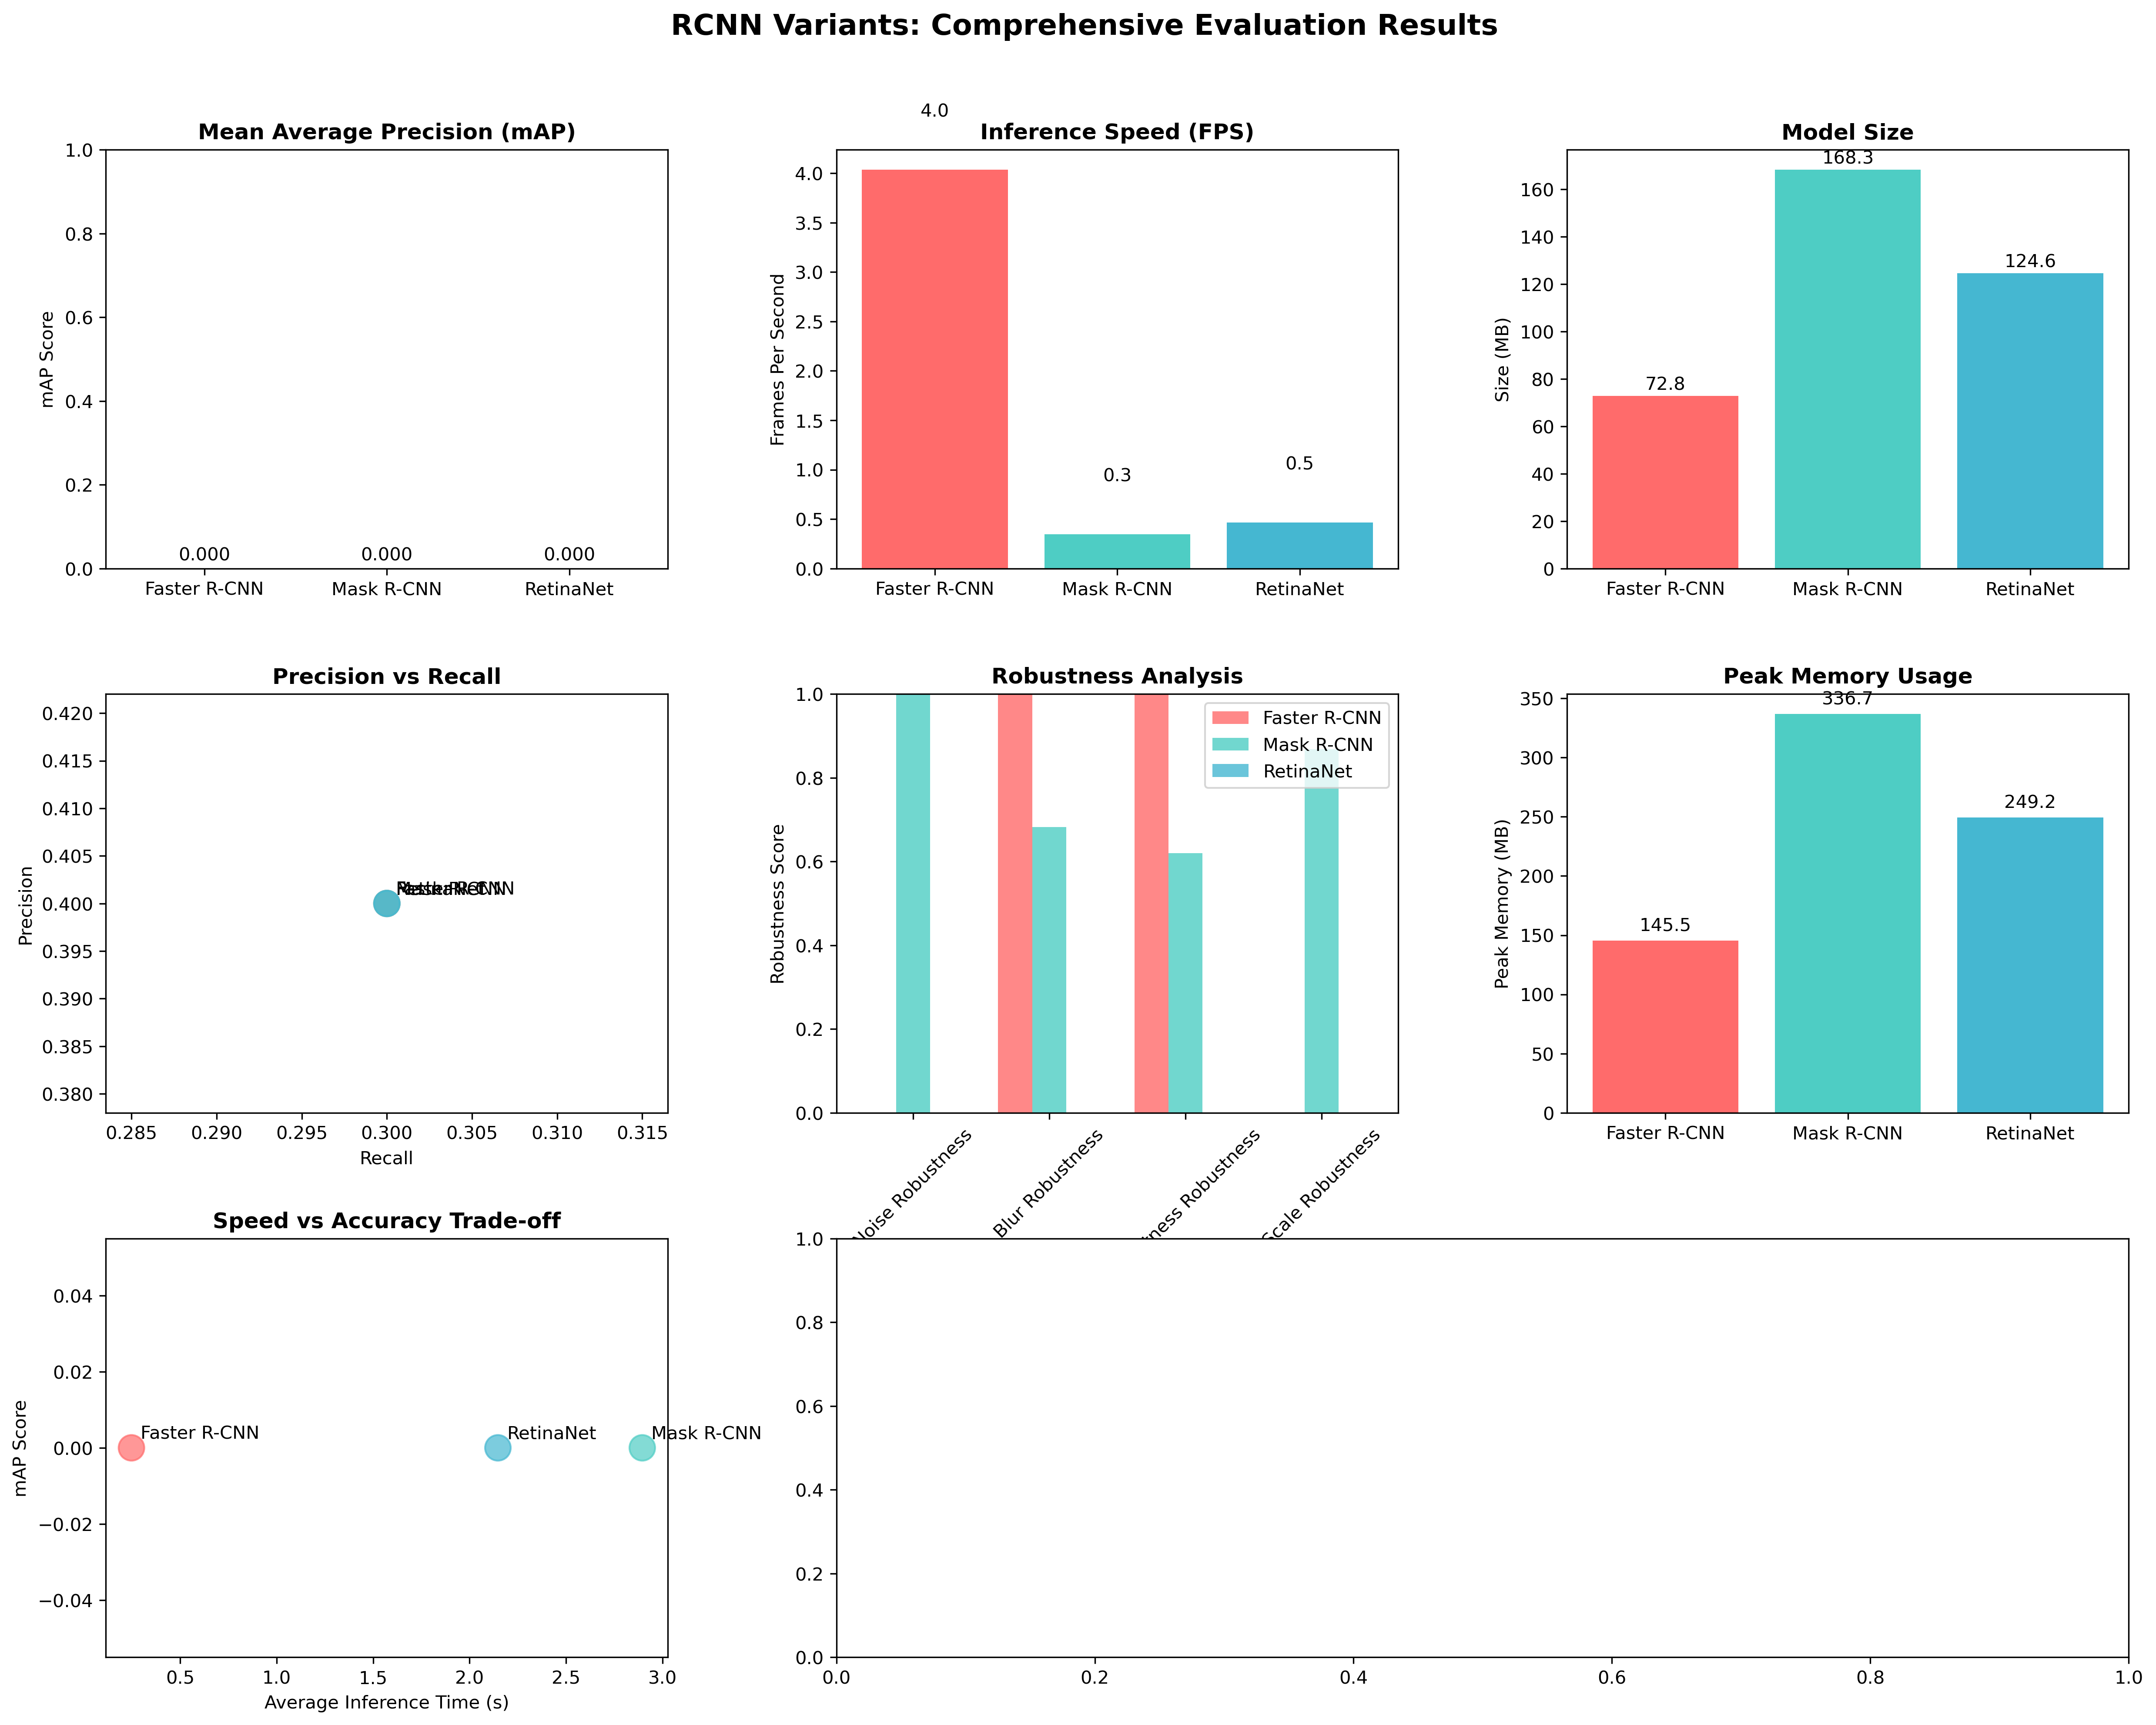 RCNN Variants: Comprehensive Evaluation Results
Mean Average Precision (mAP)
mAP Score
1.0
0.8
0.6
0.4
0.2
0.0
0.000 0.000 0.000
Faster R-CNN Mask R-CNN RetinaNet
4.0
Inference Speed (FPS)
Frames Per Second
4.0
3.5
3.0
2.5
2.0
1.5
1.0
0.5
0.0
0.3
0.5
Faster R-CNN Mask R-CNN RetinaNet
Model Size
Size (MB)
168.3
160
140
120
100
80
60
40
20
0
72.8
124.6
Faster R-CNN Mask R-CNN RetinaNet
Precision vs Recall
Precision
0.420
0.415
0.410
0.405
0.400
0.395
0.390
0.385
0.380
0.285 0.290 0.295 0.300 0.305 0.310 0.315
Recall
Robustness Analysis
Robustness Score
1.0
0.8
0.6
0.4
0.2
0.0
Faster R-CNN
Mask R-CNN
RetinaNet
Noise Robustness
Blur Robustness
Robustness
Scale Robustness
Peak Memory Usage
Peak Memory (MB)
336.7
350
300
250
200
150
100
50
0
145.5
249.2
Faster R-CNN Mask R-CNN RetinaNet
Speed vs Accuracy Trade-off
mAP Score
0.04
0.02
0.00
−0.02
−0.04
Faster R-CNN
RetinaNet
Mask R-CNN
0.5 1.0 1.5 2.0 2.5 3.0
Average Inference Time (s)
1.0
0.8
0.6
0.4
0.2
0.0
0.0 0.2 0.4 0.6 0.8 1.0